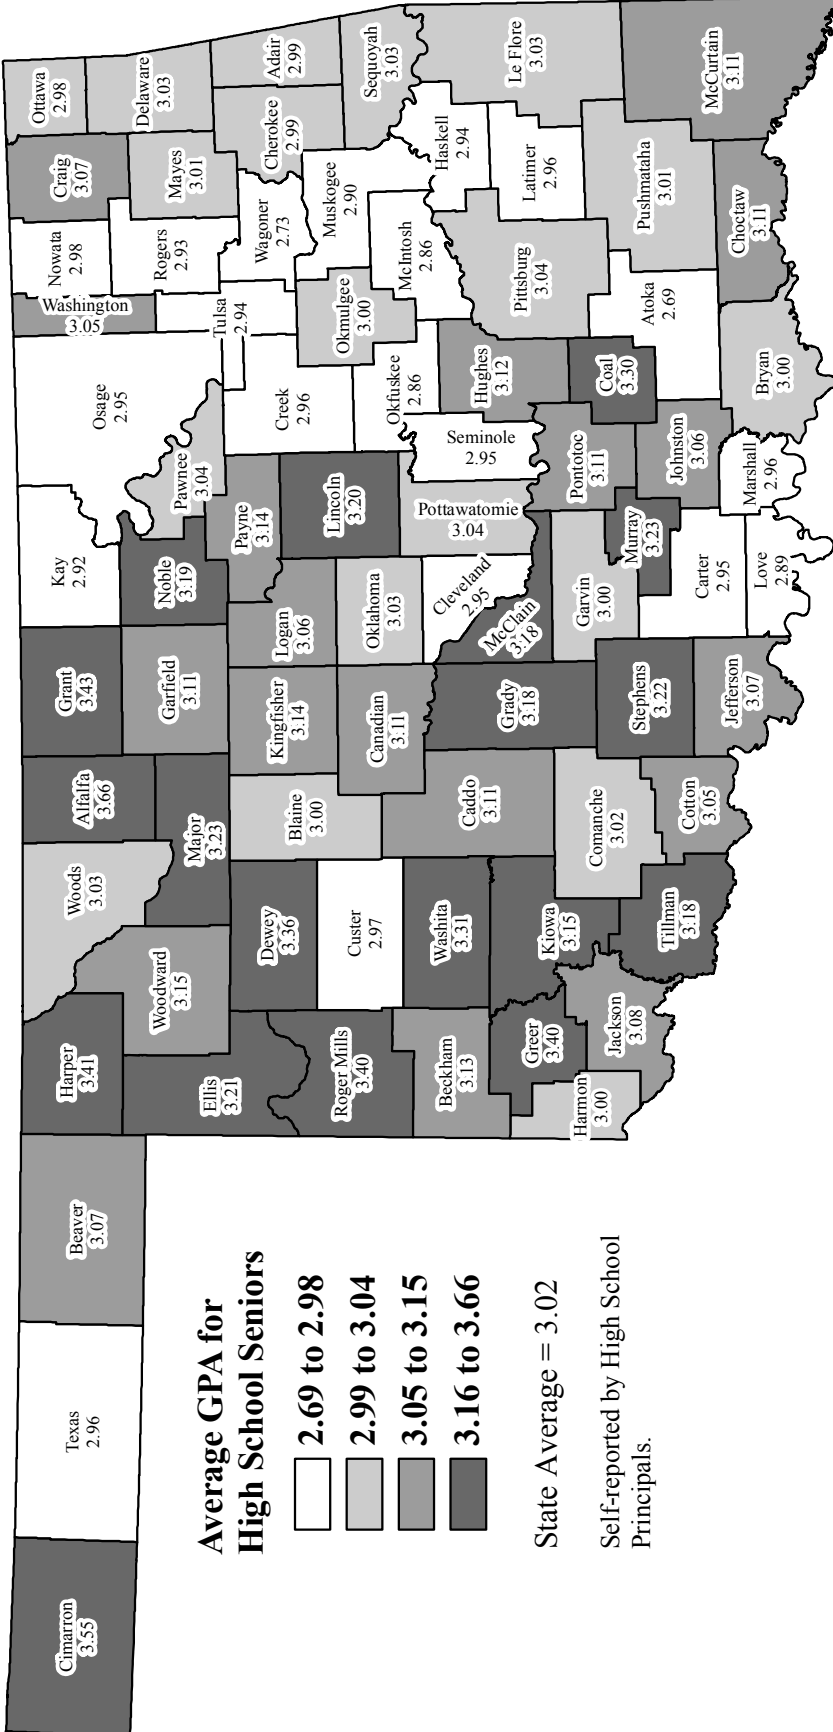 Cimarron
3.55
Texas
2.96
Beaver
3.07
Harper
3.41
Woods
3.03
Alfalfa
3.66
Grant
3.43
Kay
2.92
Osage
2.95
Washington
3.05
Nowata
2.98
Craig
3.07
Ottawa
2.98
Ellis
3.21
Woodward
3.15
Major
3.23
Garfield
3.11
Noble
3.19
Pawnee
3.04
Tulsa
2.94
Rogers
2.93
Mayes
3.01
Delaware
3.03
Roger Mills
3.40
Dewey
3.36
Blaine
3.00
Kingfisher
3.14
Logan
3.06
Payne
3.14
Creek
2.96
Wagoner
2.73
Cherokee
2.99
Adair
2.99
Custer
2.97
Canadian
3.11
Oklahoma
3.03
Lincoln
3.20
Okfuskee
2.86
Okmulgee
3.00
Muskogee
2.90
Sequoyah
3.03
Beckham
3.13
Washita
3.31
Caddo
3.11
Grady
3.18
McClain
3.18
Cleveland
2.95
Pottawatomie
3.04
Seminole
2.95
Hughes
3.12
McIntosh
2.86
Haskell
2.94
Harmon
3.00
Greer
3.40
Kiowa
3.15
Comanche
3.02
Garvin
3.00
Pontotoc
3.11
Coal
3.30
Pittsburg
3.04
Latimer
2.96
Le Flore
3.03
Jackson
3.08
Tillman
3.18
Cotton
3.05
Stephens
3.22
Murray
3.23
Johnston
3.06
Atoka
2.69
Pushmataha
3.01
McCurtain
3.11
Jefferson
3.07
Carter
2.95
Love
2.89
Marshall
2.96
Bryan
3.00
Choctaw
3.11
Average GPA for
High School Seniors
2.69 to 2.98
2.99 to 3.04
3.05 to 3.15
3.16 to 3.66
State Average = 3.02
Self-reported by High School
Principals.